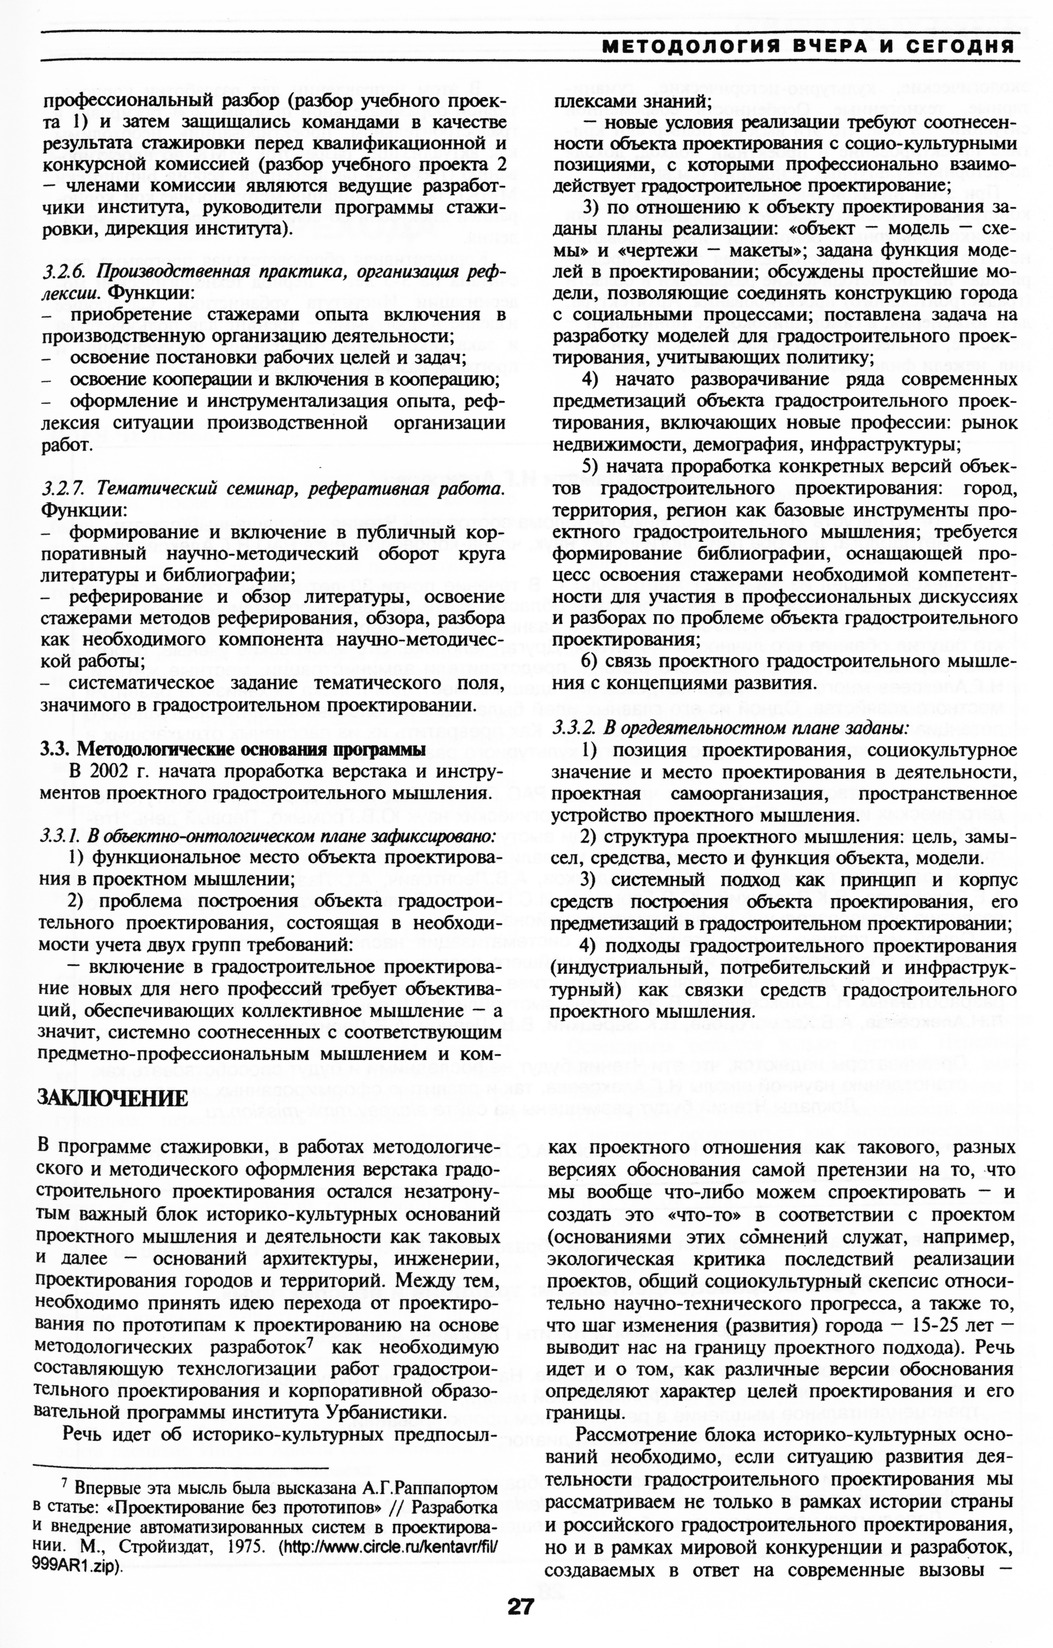 МЕТОДОЛОГИЯ ВЧЕРА И СЕГОДНЯ
профессиональный разбор (разбор учебного проек-
та 1) и затем защищались командами в качестве
результата стажировки перед квалификационной и
конкурсной комиссией (разбор учебного проекта 2
— членами комиссии являются ведущие разработ-
чики института, руководители программы стажи-
ровки, дирекция института).
3.2.6. Производственная практика, организация реф-
лексии. Функции:
- приобретение стажерами опыта включения в
производственную организацию деятельности;
- освоение постановки рабочих целей и задач;
- освоение кооперации и включения в кооперацию;
- оформление и инструментализация опыта, реф-
лексия ситуации производственной организации
работ.
3.2.7. Тематический семинар, реферативная работа.
Функции:
- формирование и включение в публичный кор-
поративный научно-методический оборот круга
литературы и библиографии;
- реферирование и обзор литературы, освоение
стажерами методов реферирования, обзора, разбора
как необходимого компонента научно-методичес-
кой работы;
- систематическое задание тематического поля,
значимого в градостроительном проектировании.
3.3. Методологические основания программы
В 2002 г. начата проработка верстака и инстру-
ментов проектного градостроительного мышления.
3.3.1. В объектно-онтологическом плане зафиксировано:
1) функциональное место объекта проектирова-
ния в проектном мышлении;
2) проблема построения объекта градострои-
тельного проектирования, состоящая в необходи-
мости учета двух групп требований:
— включение в градостроительное проектирова-
ние новых для него профессий требует объектива-
ций, обеспечивающих коллективное мышление — а
значит, системно соотнесенных с соответствующим
предметно-профессиональным мышлением и ком-
плексами знаний;
— новые условия реализации требуют соотнесен-
ности объекта проектирования с социо-культурными
позициями, с которыми профессионально взаимо-
действует градостроительное проектирование;
3) по отношению к объекту проектирования за-
даны планы реализации: «объект — модель — схе-
мы» и «чертежи — макеты»; задана функция моде-
лей в проектировании; обсуждены простейшие мо-
дели, позволяющие соединять конструкцию города
с социальными процессами; поставлена задача на
разработку моделей для градостроительного проек-
тирования, учитывающих политику;
4) начато разворачивание ряда современных
предметизаций объекта градостроительного проек-
тирования, включающих новые профессии: рынок
недвижимости, демография, инфраструктуры;
5) начата проработка конкретных версий объек-
тов градостроительного проектирования: город,
территория, регион как базовые инструменты про-
ектного градостроительного мышления; требуется
формирование библиографии, оснащающей про-
цесс освоения стажерами необходимой компетент-
ности для участия в профессиональных дискуссиях
и разборах по проблеме объекта градостроительного
проектирования;
6) связь проектного градостроительного мышле-
ния с концепциями развития.
3.3.2. В оргдеятельностном плане заданы:
1) позиция проектирования, социокультурное
значение и место проектирования в деятельности,
проектная самоорганизация, пространственное
устройство проектного мышления.
2) структура проектного мышления: цель, замы-
сел, средства, место и функция объекта, модели.
3) системный подход как принцип и корпус
средств построения объекта проектирования, его
предметизаций в градостроительном проектировании;
4) подходы градостроительного проектирования
(индустриальный, потребительский и инфраструк-
турный) как связки средств градостроительного
проектного мышления.
ЗАКЛЮЧЕНИЕ
В программе стажировки, в работах методологиче-
ского и методического оформления верстака градо-
строительного проектирования остался незатрону-
тым важный блок историко-культурных оснований
проектного мышления и деятельности как таковых
и далее — оснований архитектуры, инженерии,
проектирования городов и территорий. Между тем,
необходимо принять идею перехода от проектиро-
вания по прототипам к проектированию на основе
методологических разработок⁷ как необходимую
составляющую технологизации работ градострои-
тельного проектирования и корпоративной образо-
вательной программы института Урбанистики.
Речь идет об историко-культурных предпосыл-
ках проектного отношения как такового, разных
версиях обоснования самой претензии на то, что
мы вообще что-либо можем спроектировать — и
создать это «что-то» в соответствии с проектом
(основаниями этих сомнений служат, например,
экологическая критика последствий реализации
проектов, общий социокультурный скепсис относи-
тельно научно-технического прогресса, а также то,
что шаг изменения (развития) города — 15-25 лет —
выводит нас на границу проектного подхода). Речь
идет и о том, как различные версии обоснования
определяют характер целей проектирования и его
границы.
Рассмотрение блока историко-культурных осно-
ваний необходимо, если ситуацию развития дея-
тельности градостроительного проектирования мы
рассматриваем не только в рамках истории страны
и российского градостроительного проектирования,
но и в рамках мировой конкуренции и разработок,
создаваемых в ответ на современные вызовы —
⁷ Впервые эта мысль была высказана А.Г.Раппапортом
в статье: «Проектирование без прототипов» // Разработка
и внедрение автоматизированных систем в проектирова-
нии. М., Стройиздат, 1975. (http://www.circle.ru/kentavr/fil/
999AR1.zip).
27